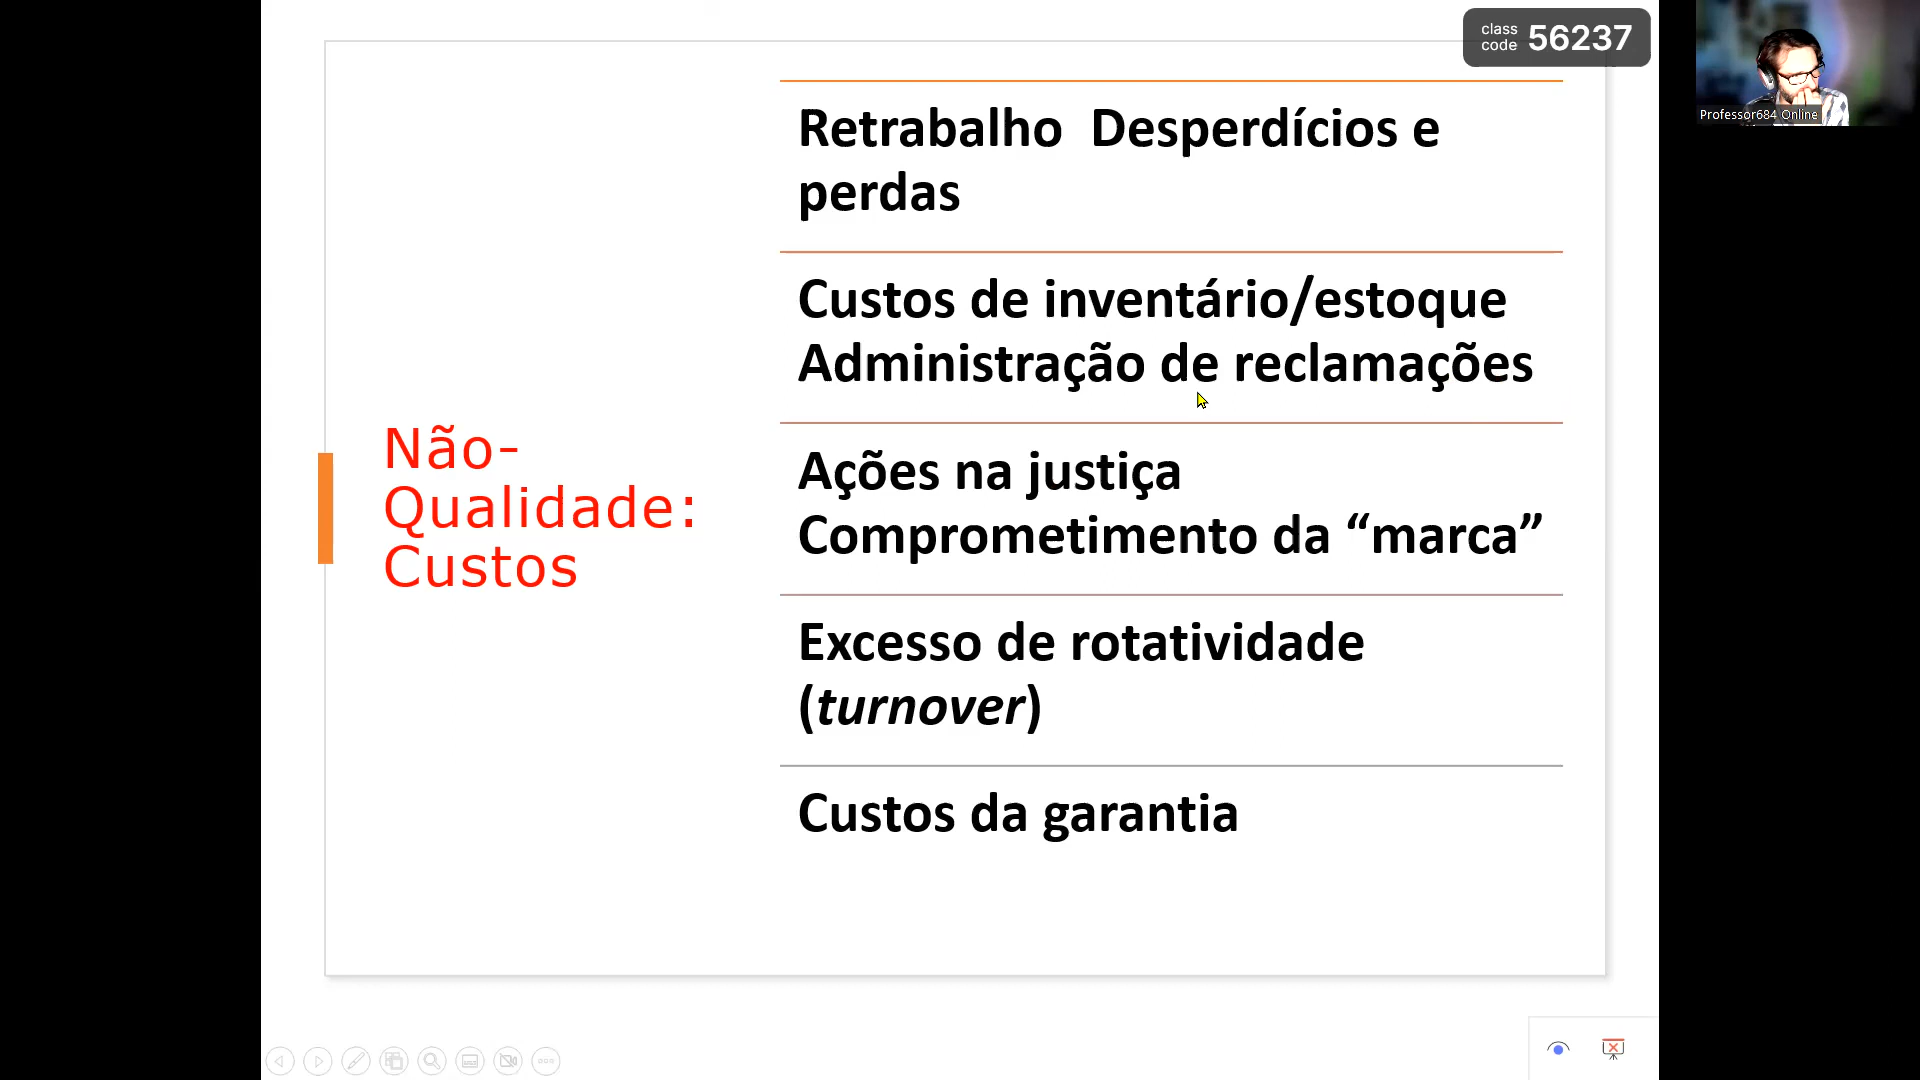 class
code 56237
Professor684 Online
Não-
Qualidade:
Custos
Retrabalho  Desperdícios e
perdas
Custos de inventário/estoque
Administração de reclamações
Ações na justiça
Comprometimento da “marca”
Excesso de rotatividade
(turnover)
Custos da garantia